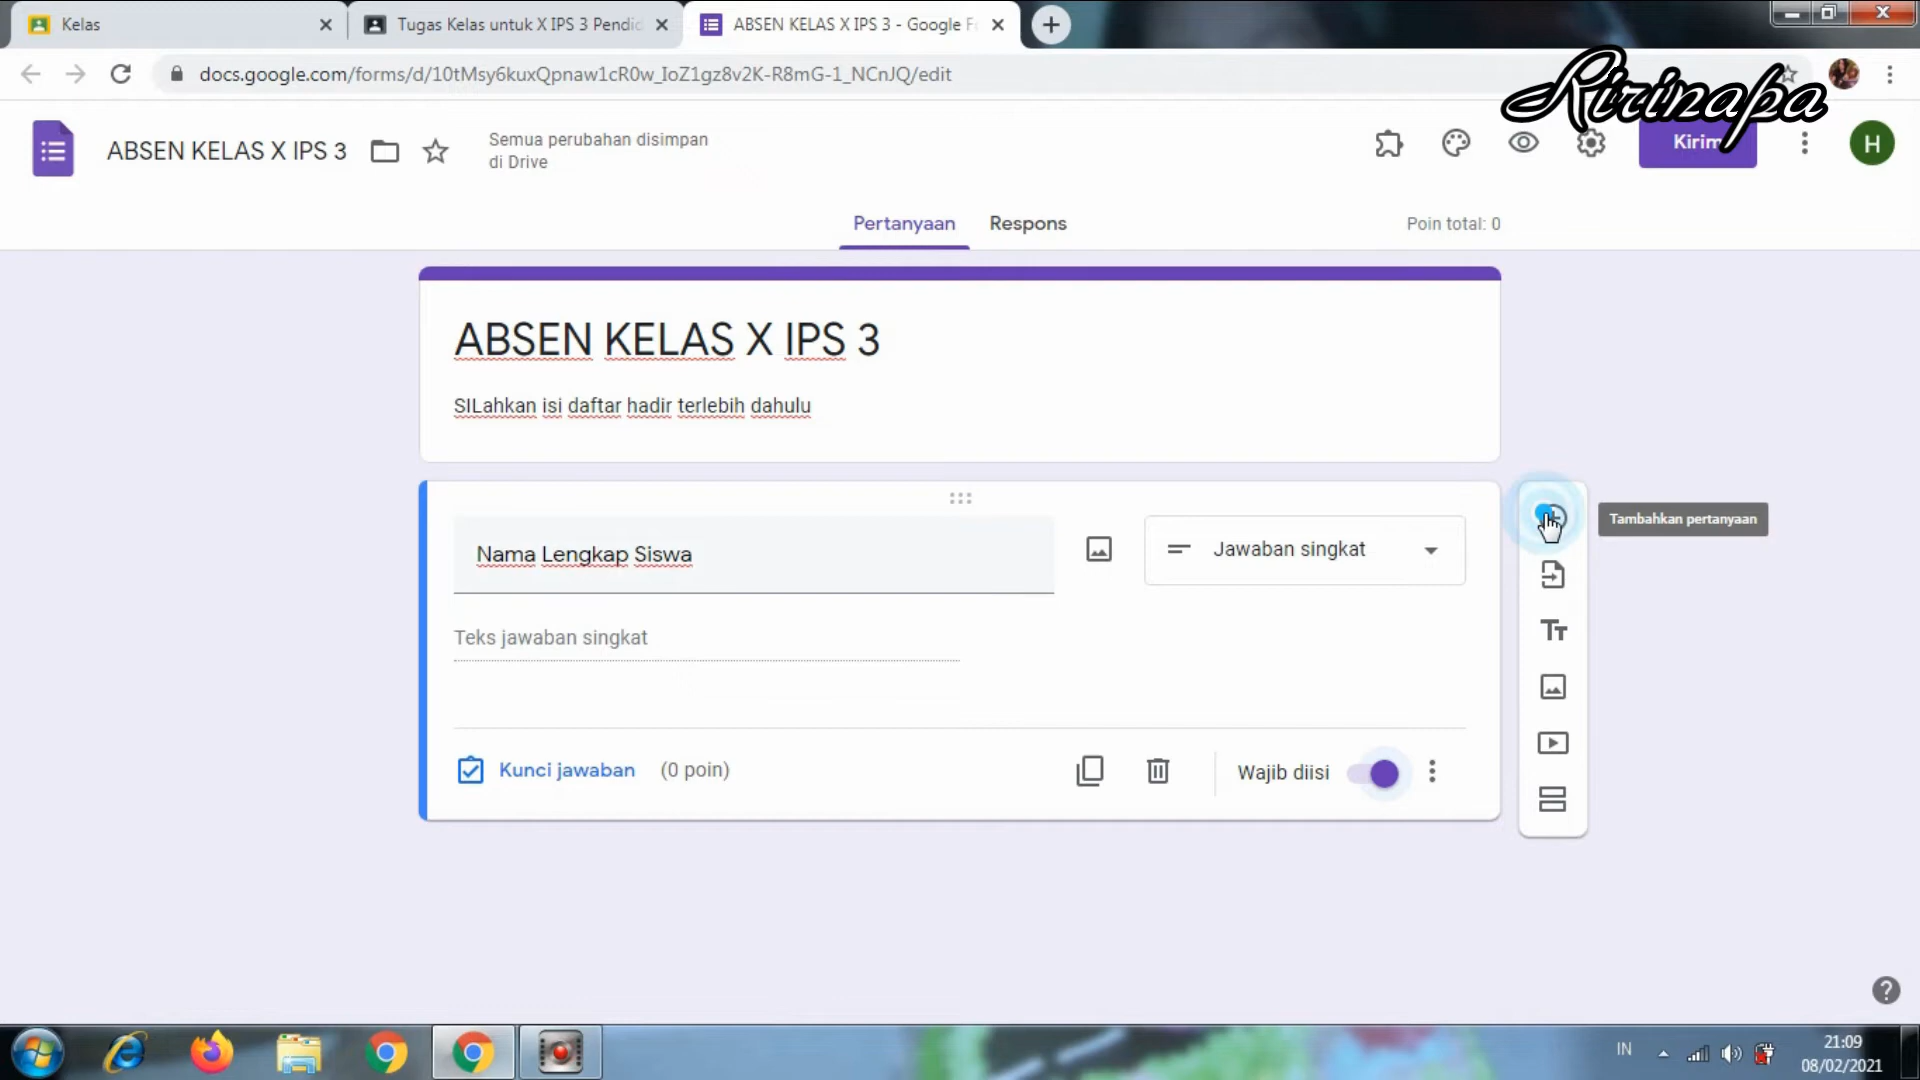 Kelas
Tugas Kelas untuk X IPS 3 Pendid
ABSEN KELAS X IPS 3 - Google F
docs.google.com/forms/d/10tMsy6kuxQpnaw1cR0w_IoZ1gz8v2K-R8mG-1_NCnJQ/edit
Ririnapa
ABSEN KELAS X IPS 3
Semua perubahan disimpan
di Drive
Kirim
H
Pertanyaan
Respons
Poin total: 0
ABSEN KELAS X IPS 3
SILahkan isi daftar hadir terlebih dahulu
Nama Lengkap Siswa
Jawaban singkat
Tambahkan pertanyaan
Teks jawaban singkat
Kunci jawaban (0 poin)
Wajib diisi
IN
21:09
08/02/2021